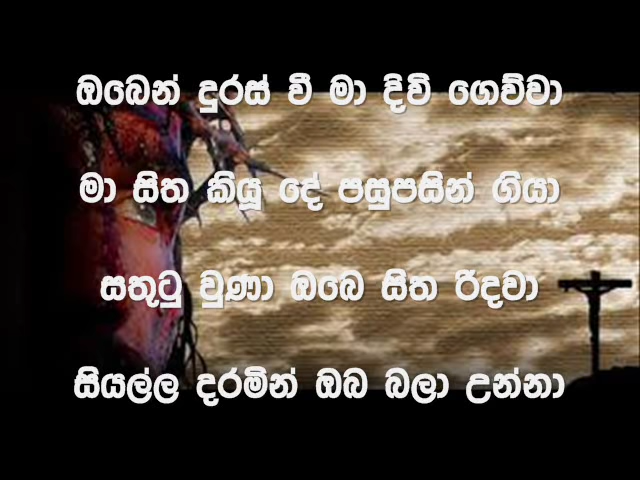 ඔබෙන් දුරස් වී මා දිවි ගෙව්වා
මා සිත කියූ දේ පසුපසින් ගියා
සතුටු වුණා ඔබෙ සිත රිදවා
සියල්ල දරමින් ඔබ බලා උන්නා